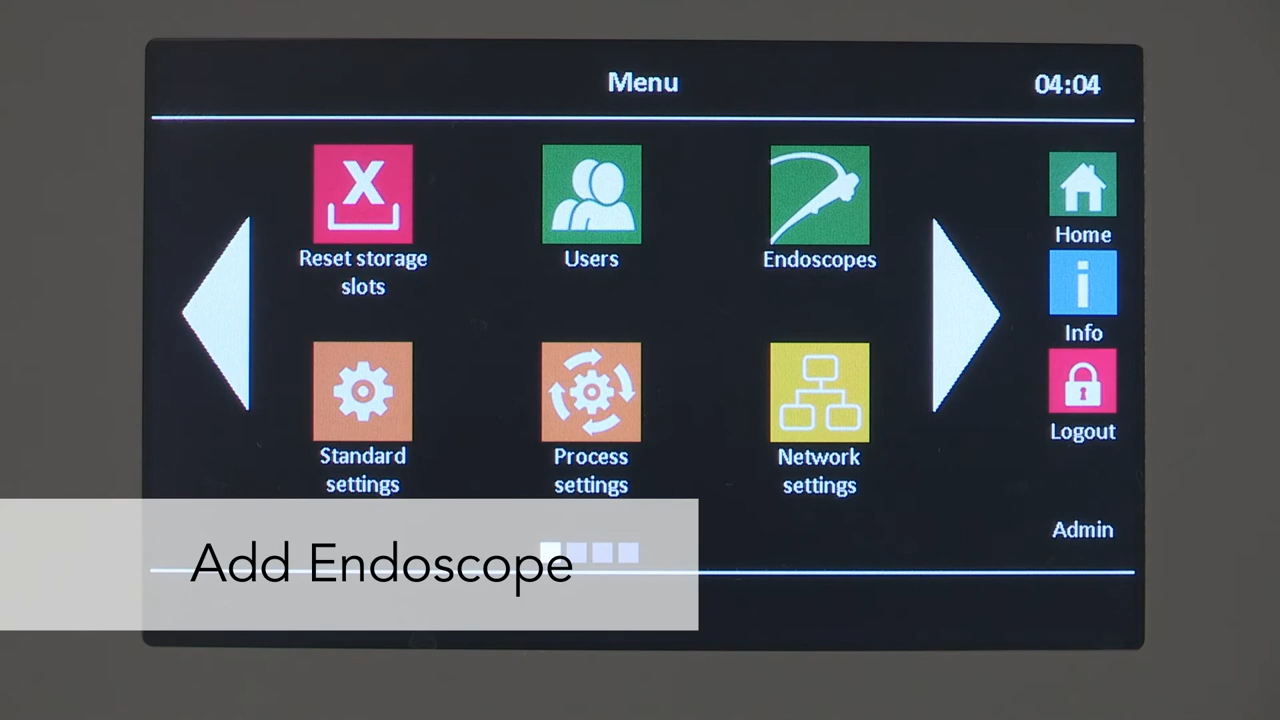 Menu
04:04
X
Reset storage
slots
Users
Endoscopes
Home
i
Info
Logout
Standard
settings
Process
settings
Network
settings
Admin
Add Endoscope